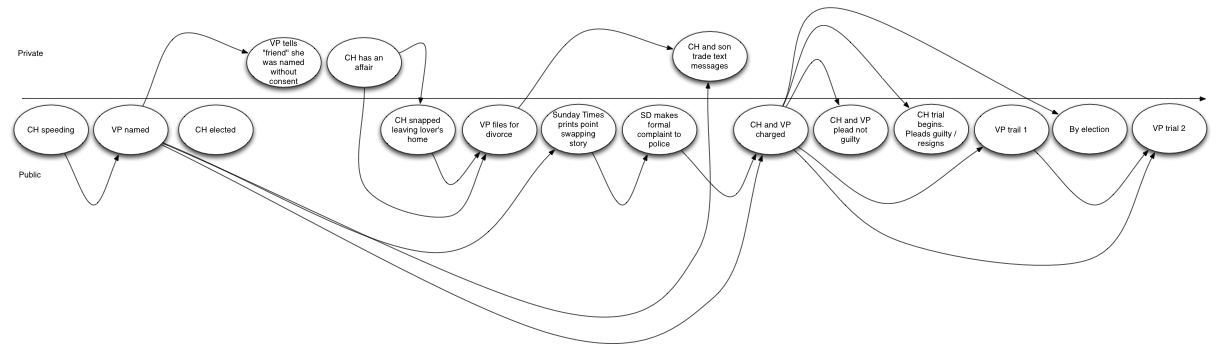 Private
VP tells
"friend" she
was named
without
consent
CH has an
affair
CH and son
trade text
messages
CH speeding
VP named
CH elected
CH snapped
leaving lover's
home
VP files for
divorce
Sunday Times
prints point
swapping
story
SD makes
formal
complaint to
police
CH and VP
charged
CH and VP
plead not
guilty
CH trial
begins.
Pleads guilty /
resigns
VP trail 1
By election
VP trial 2
Public